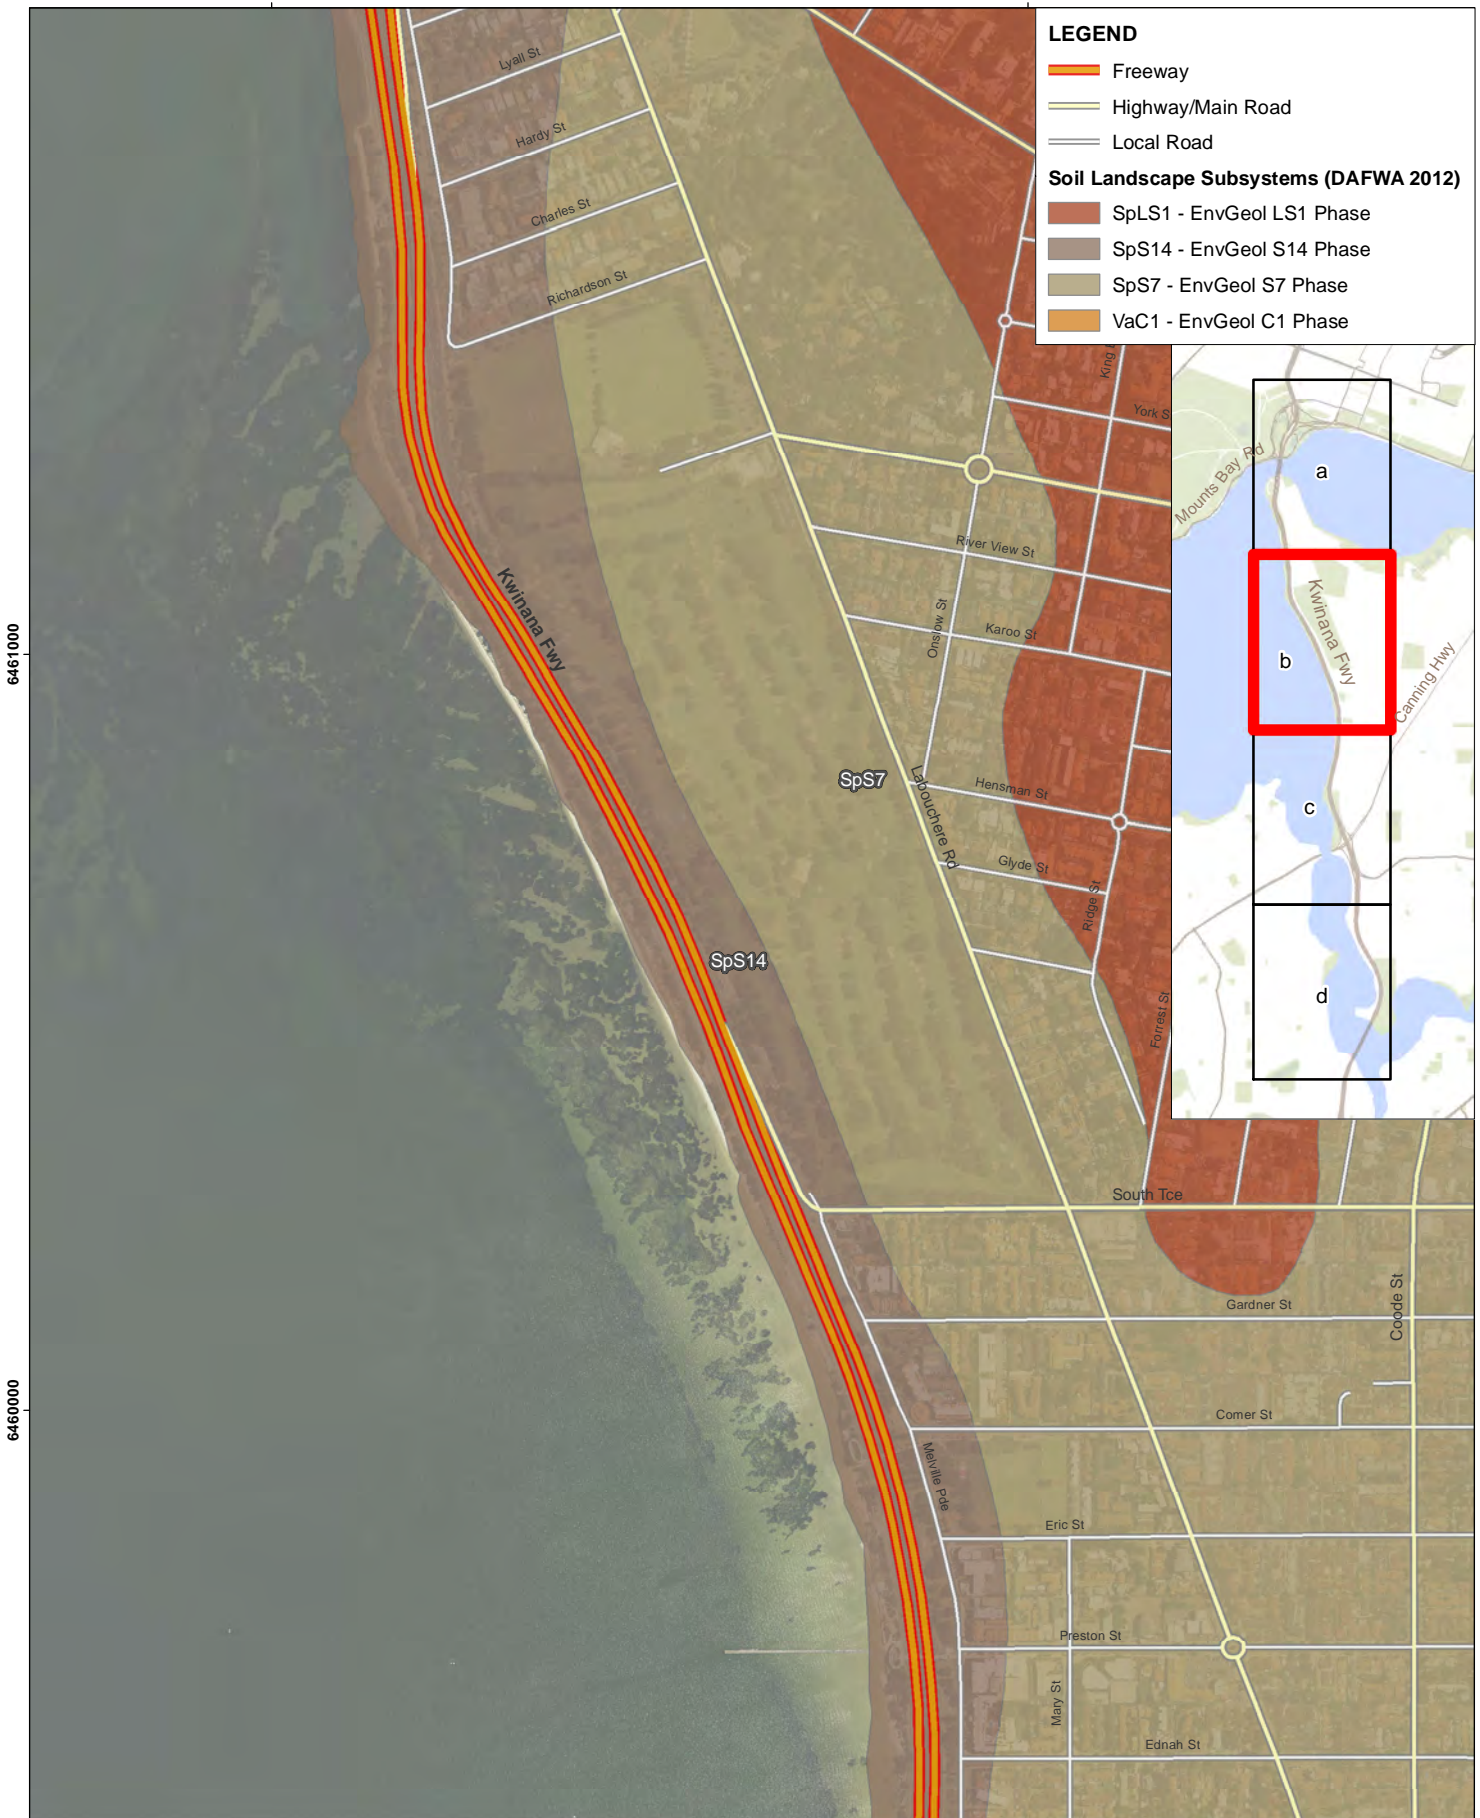 LEGEND
Freeway
Highway/Main Road
Local Road
Soil Landscape Subsystems (DAFWA 2012)
SpLS1 - EnvGeol LS1 Phase
SpS14 - EnvGeol S14 Phase
SpS7 - EnvGeol S7 Phase
VaC1 - EnvGeol C1 Phase
Lyall St
Hardy St
Charles St
Richardson St
King
York S
Mounts Bay Rd
a
River View St
Kwinana Fwy
Kwinana Fwy
Onslow St
Karoo St
6461000
b
Canning Hwy
SpS7
Labouchere Rd
Hensman St
c
Glyde St
Ridge St
SpS14
Forrest St
d
South Tce
Gardner St
Coode St
6460000
Comer St
Melville Pde
Eric St
Preston St
Mary St
Ednah St